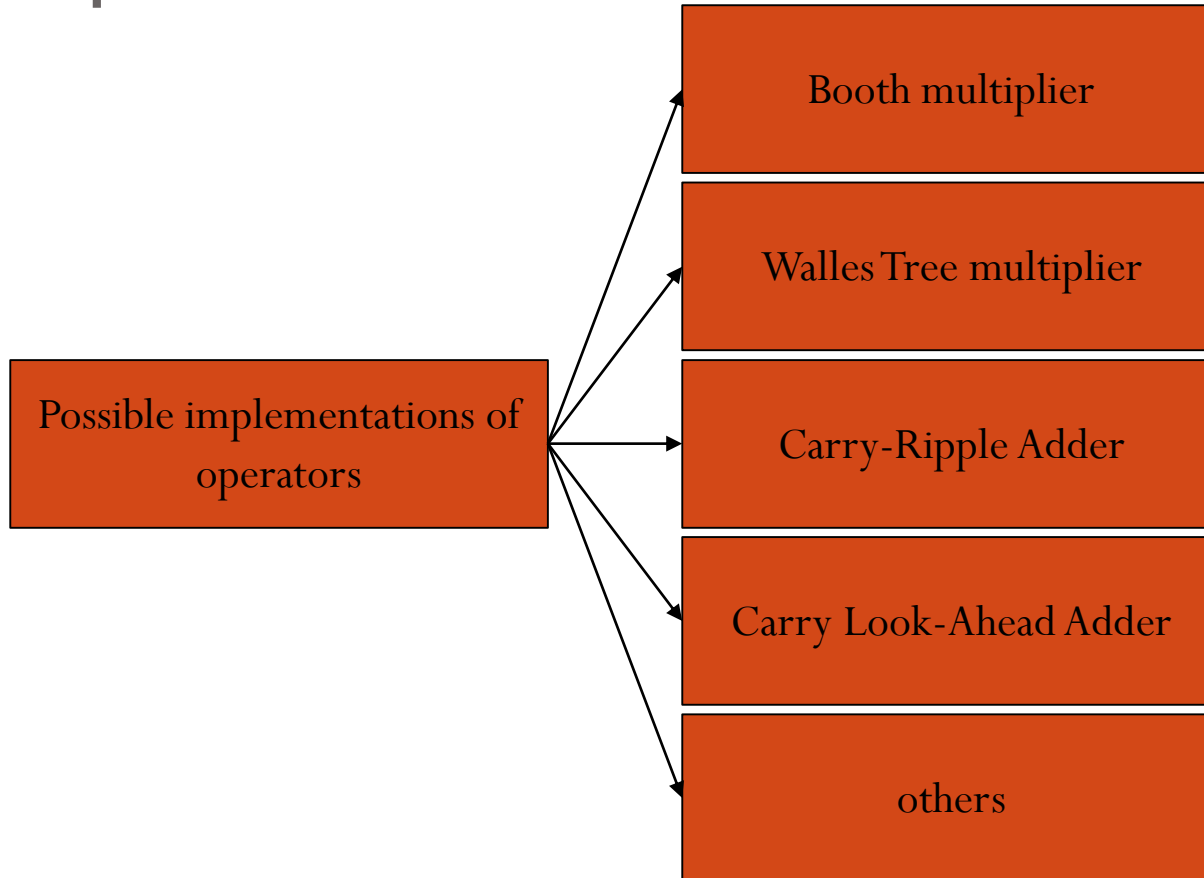 Booth multiplier
Walles Tree multiplier
Possible implementations of
operators
Carry-Ripple Adder
Carry Look-Ahead Adder
others